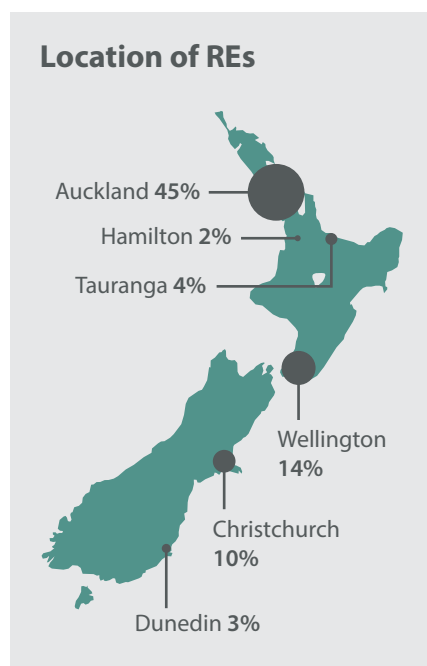 Location of REs
Auckland 45%
Hamilton 2%
Tauranga 4%
Wellington
14%
Christchurch
10%
Dunedin 3%